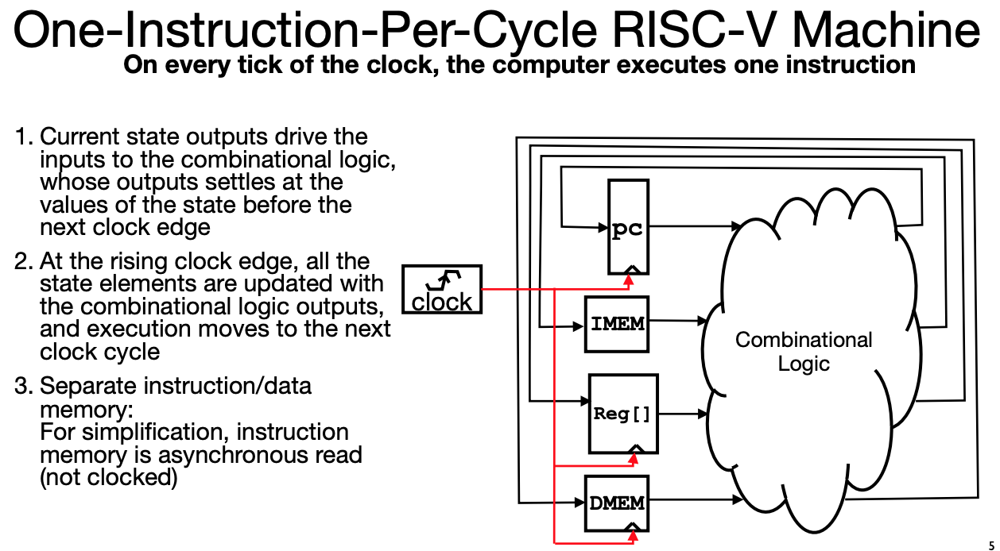 One-Instruction-Per-Cycle RISC-V Machine
On every tick of the clock, the computer executes one instruction
1. Current state outputs drive the
inputs to the combinational logic,
whose outputs settles at the
values of the state before the
next clock edge
2. At the rising clock edge, all the
state elements are updated with
the combinational logic outputs,
and execution moves to the next
clock cycle
3. Separate instruction/data
memory:
For simplification, instruction
memory is asynchronous read
(not clocked)
clock
pc
IMEM
Reg[]
DMEM
Combinational
Logic
5